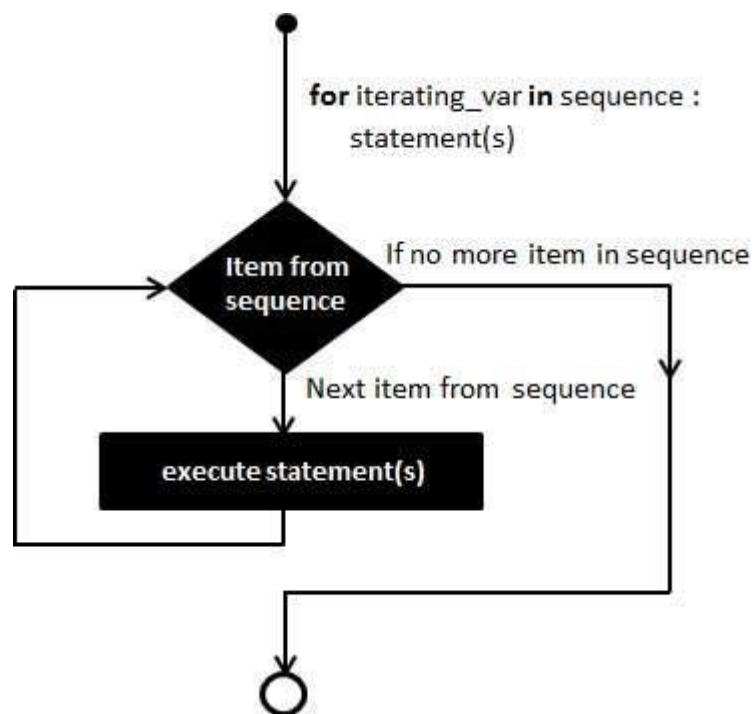 for iterating_var in sequence :
statement(s)
If no more item in sequence
Item from
sequence
Next item from sequence
execute statement(s)